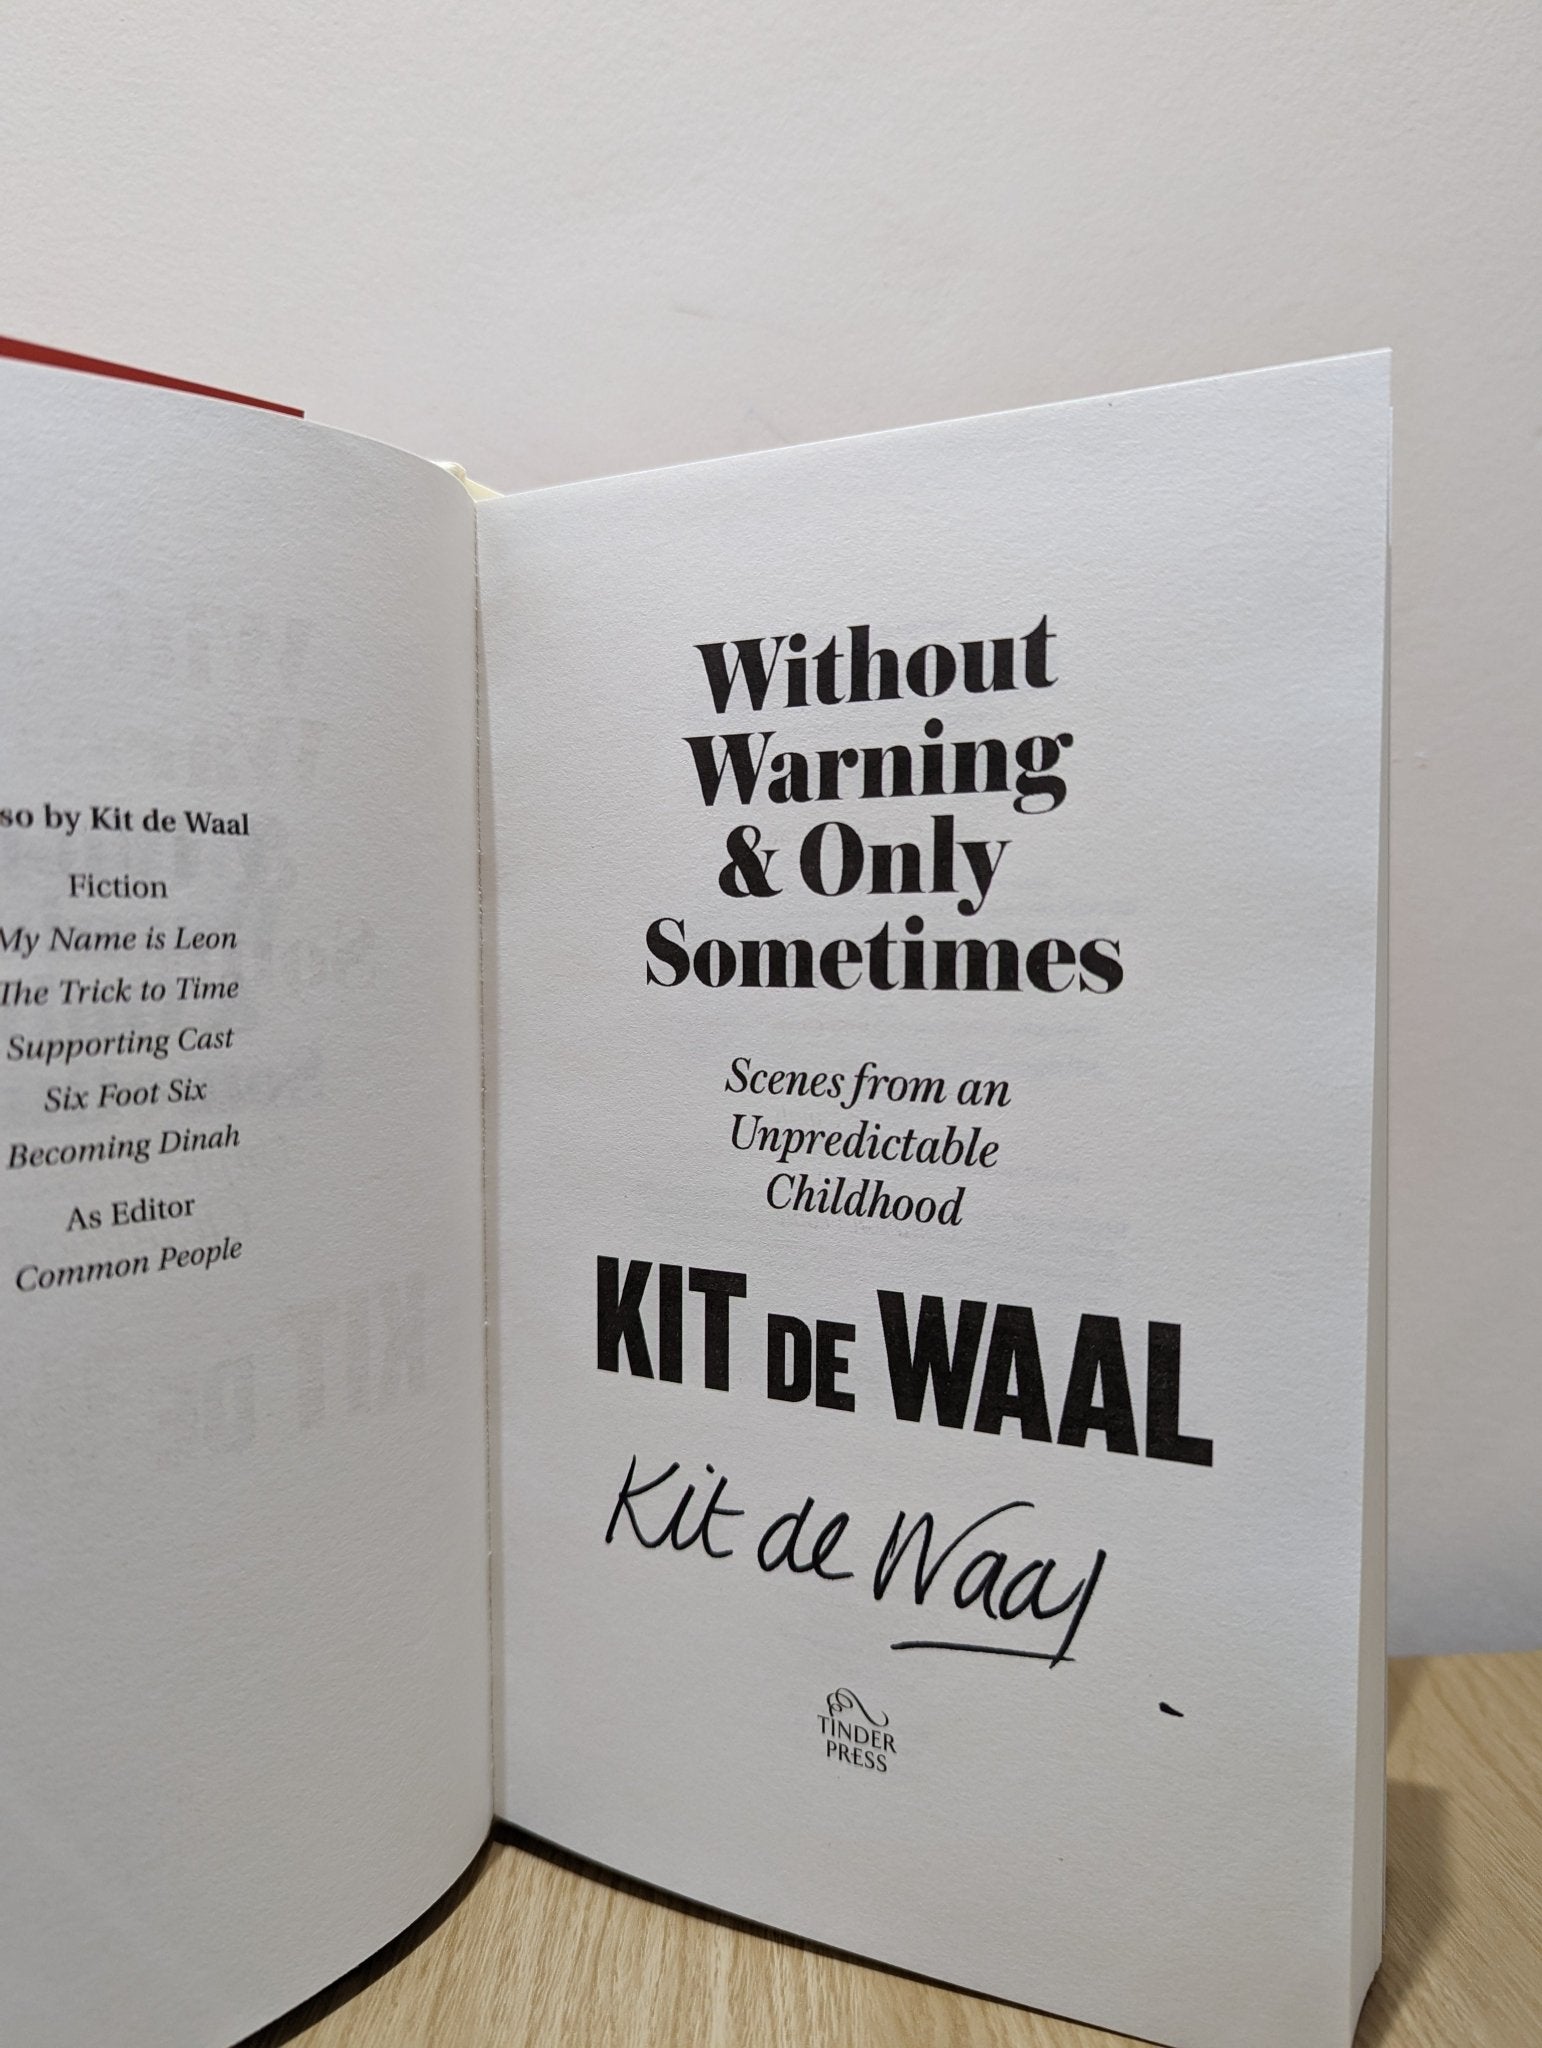 so by Kit de Waal
Fiction
My Name is Leon
The Trick to Time
Supporting Cast
Six Foot Six
Becoming Dinah
As Editor
Common People
Without
Warning
& Only
Sometimes
Scenes from an
Unpredictable
Childhood
KIT DE WAAL
Kit de Waal
TINDER
PRESS